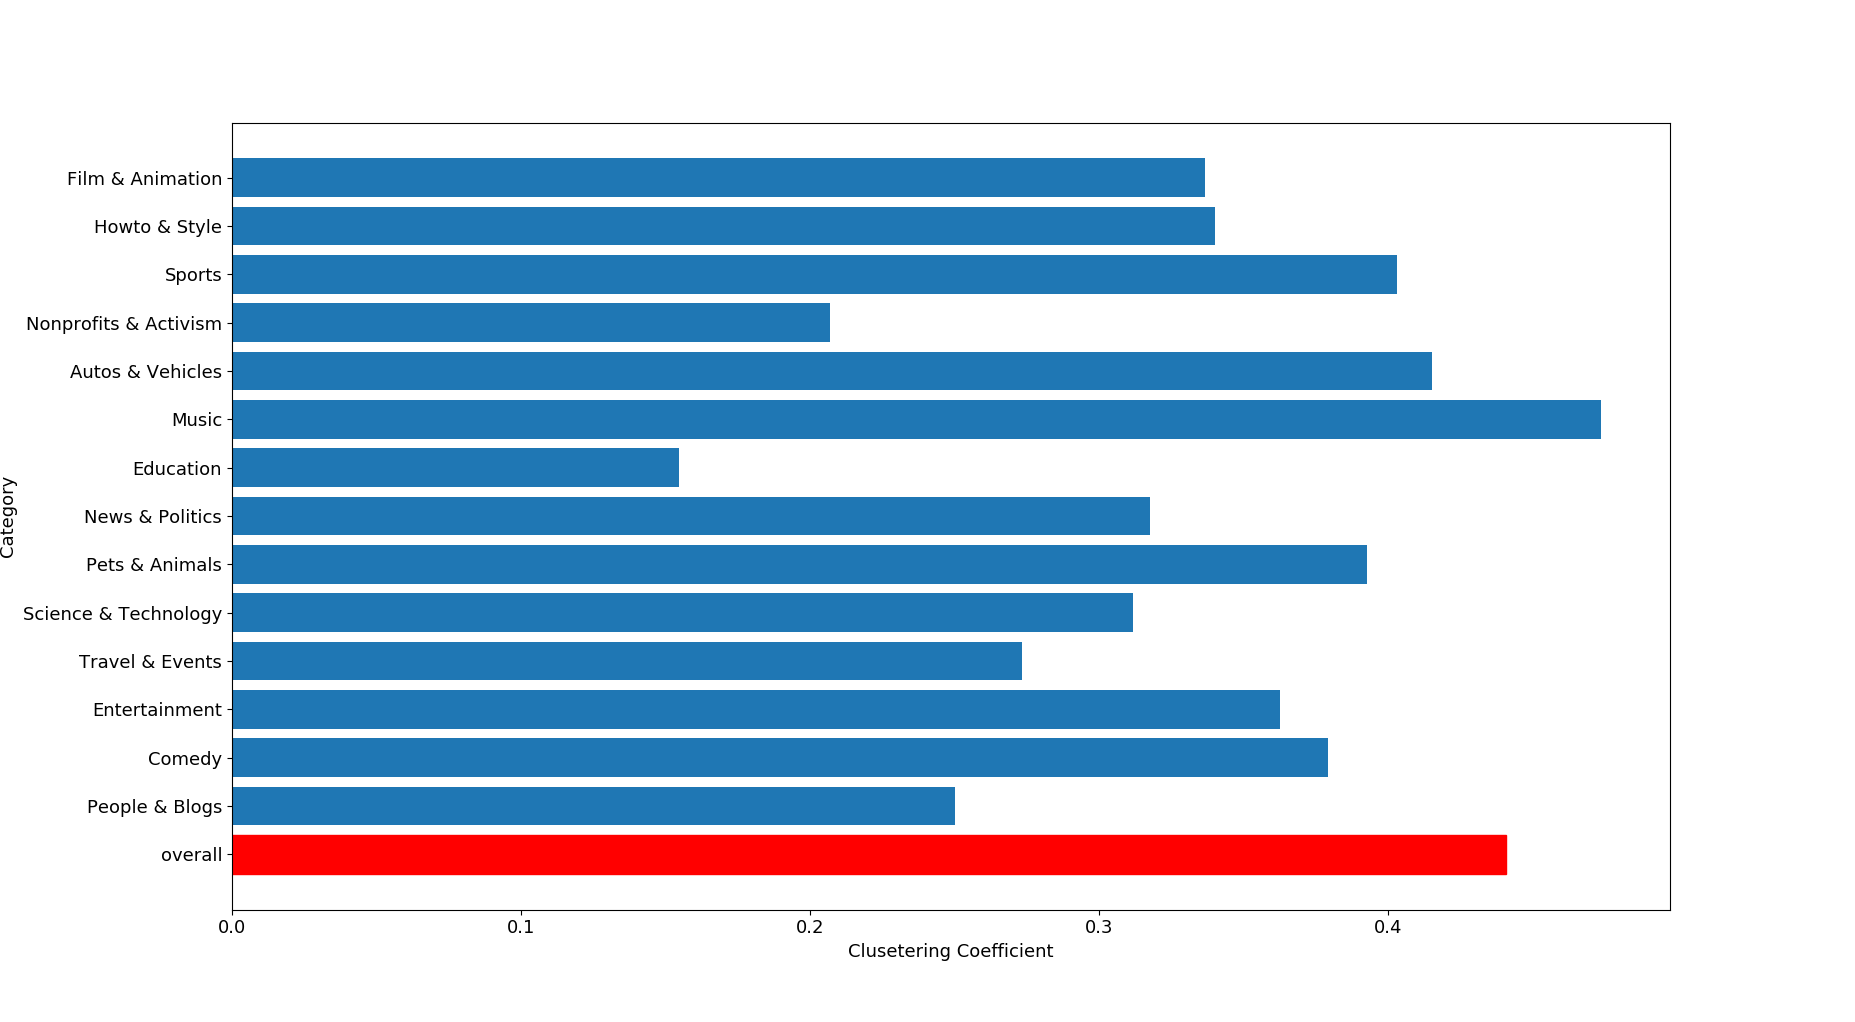 Film & Animation
Howto & Style
Sports
Nonprofits & Activism
Autos & Vehicles
Music
Education
News & Politics
Pets & Animals
Science & Technology
Travel & Events
Entertainment
Comedy
People & Blogs
overall
Category
0.0 0.1 0.2 0.3 0.4
Clusetering Coefficient